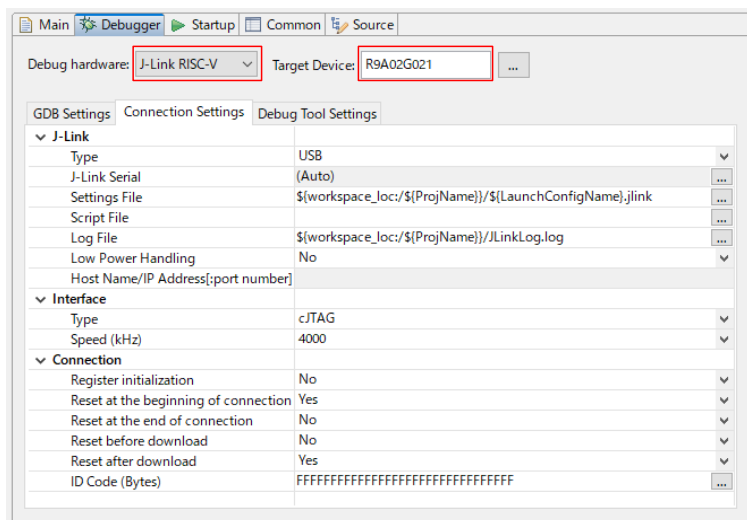 Main Debugger Startup Common Source
Debug hardware: J-Link RISC-V Target Device: R9A02G021 ...
GDB Settings Connection Settings Debug Tool Settings
J-Link
Type USB
J-Link Serial (Auto) ...
Settings File ${workspace_loc:/${ProjName}}/${LaunchConfigName}.jlink ...
Script File ...
Log File ${workspace_loc:/${ProjName}}/JLinkLog.log ...
Low Power Handling No
Host Name/IP Address[:port number]
Interface
Type cJTAG
Speed (kHz) 4000
Connection
Register initialization No
Reset at the beginning of connection Yes
Reset at the end of connection No
Reset before download No
Reset after download Yes
ID Code (Bytes) FFFFFFFFFFFFFFFFFFFFFFFFFFFFFFFF ...